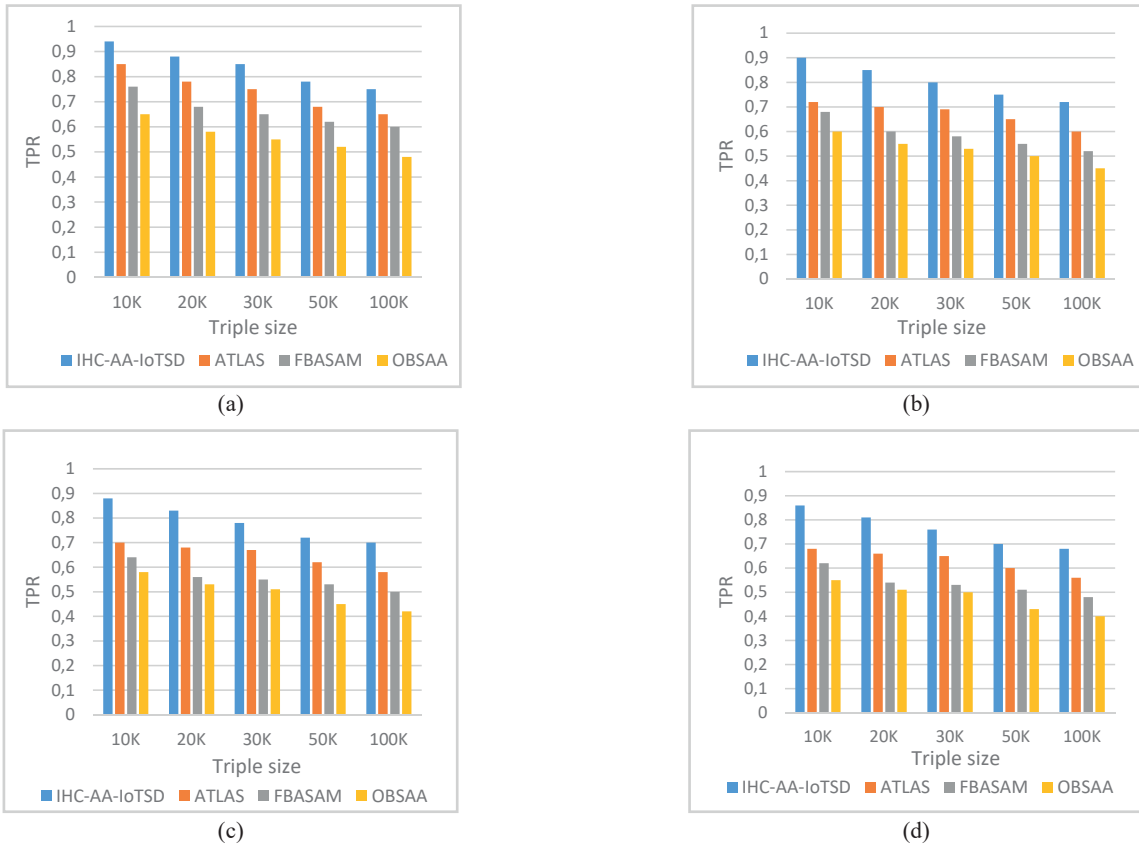 1
0,9
0,8
0,7
0,6
0,5
0,4
0,3
0,2
0,1
0
TPR
10K 20K 30K 50K 100K
Triple size
IHC-AA-IoTSD ATLAS FBASAM OBSAA
(a)
1
0,9
0,8
0,7
0,6
0,5
0,4
0,3
0,2
0,1
0
TPR
10K 20K 30K 50K 100K
Triple size
IHC-AA-IoTSD ATLAS FBASAM OBSAA
(b)
1
0,9
0,8
0,7
0,6
0,5
0,4
0,3
0,2
0,1
0
TPR
10K 20K 30K 50K 100K
Triple size
IHC-AA-IoTSD ATLAS FBASAM OBSAA
(c)
1
0,9
0,8
0,7
0,6
0,5
0,4
0,3
0,2
0,1
0
TPR
10K 20K 30K 50K 100K
Triple size
IHC-AA-IoTSD ATLAS FBASAM OBSAA
(d)